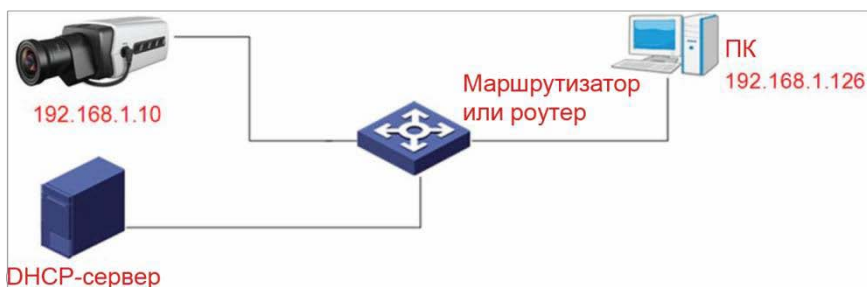 ПК
192.168.1.126
Маршрутизатор
или роутер
192.168.1.10
DHCP-сервер